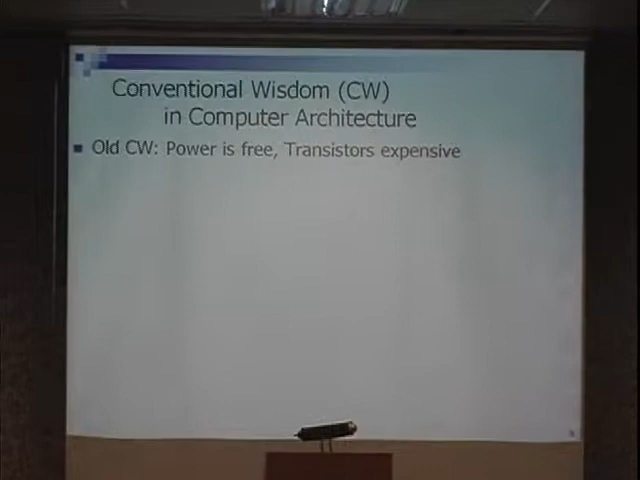 Conventional Wisdom (CW)
in Computer Architecture
Old CW: Power is free, Transistors expensive